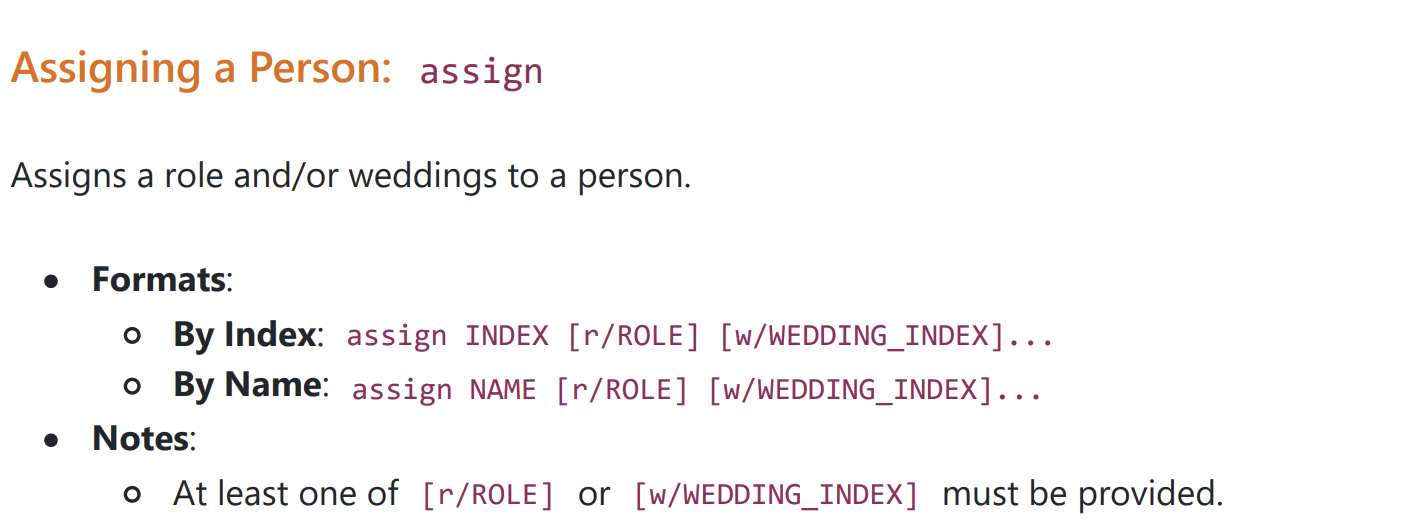 Assigning a Person: assign
Assigns a role and/or weddings to a person.
Formats:
By Index: assign INDEX [r/ROLE] [w/WEDDING_INDEX]...
By Name: assign NAME [r/ROLE] [w/WEDDING_INDEX]...
Notes:
At least one of [r/ROLE] or [w/WEDDING_INDEX] must be provided.